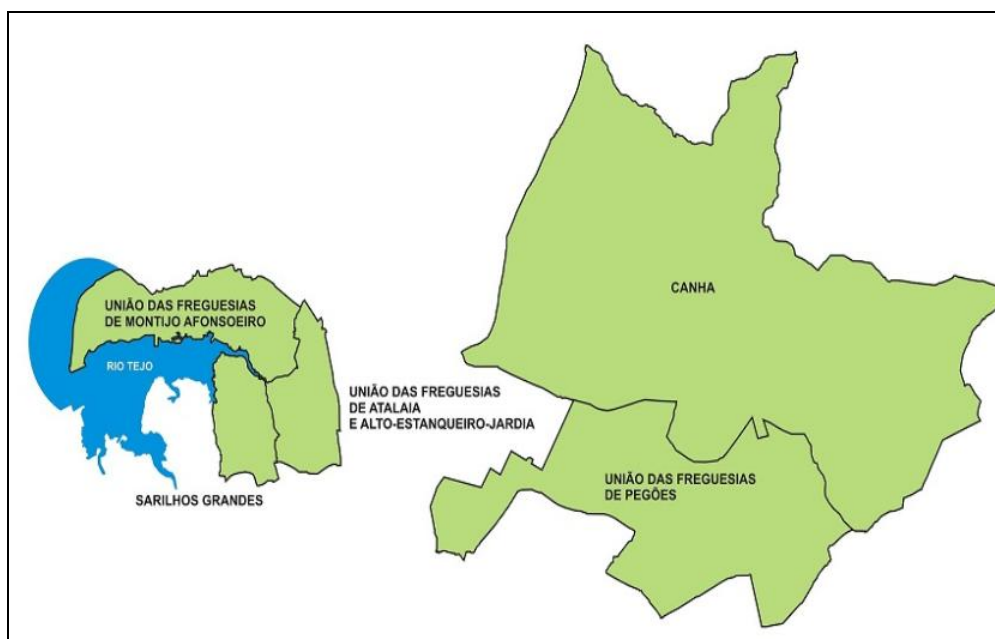 CANHA
UNIÃO DAS FREGUESIAS
DE MONTIJO AFONSOEIRO
RIO TEJO
UNIÃO DAS FREGUESIAS
DE ATALAIA
E ALTO-ESTANQUEIRO-JARDIA
SARILHOS GRANDES
UNIÃO DAS FREGUESIAS
DE PEGÕES